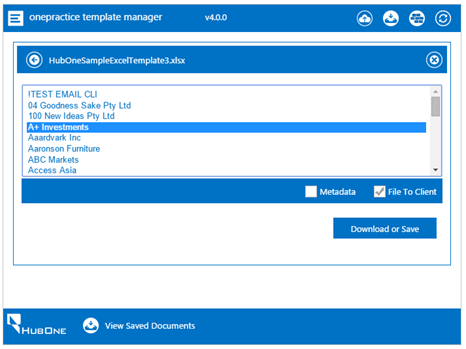 onepractice template manager v4.0.0
HubOneSampleExcelTemplate3.xlsx
!TEST EMAIL CLI
04 Goodness Sake Pty Ltd
100 New Ideas Pty Ltd
A+ Investments
Aaardvark Inc
Aaronson Furniture
ABC Markets
Access Asia
Metadata File To Client
Download or Save
HUBONE View Saved Documents